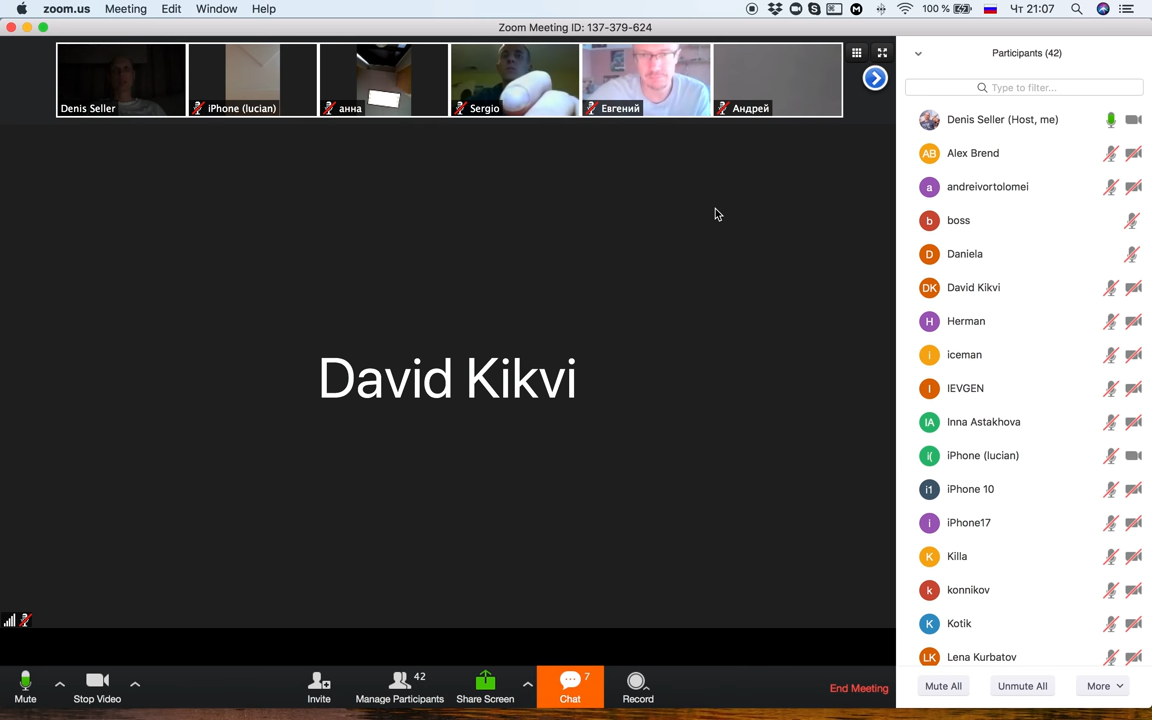 zoom.us Meeting Edit Window Help 100 % Чт 21:07
Zoom Meeting ID: 137-379-624
Denis Seller iPhone (lucian) анна Sergio Евгений Андрей
David Kikvi
Mute
Stop Video
Invite
42
Manage Participants
Share Screen
7
Chat
Record
End Meeting
Participants (42)
Type to filter...
Denis Seller (Host, me)
AB Alex Brend
a andreivortolomei
b boss
D Daniela
DK David Kikvi
H Herman
i iceman
I IEVGEN
IA Inna Astakhova
i( iPhone (lucian)
i1 iPhone 10
i iPhone17
K Killa
k konnikov
K Kotik
LK Lena Kurbatov
Mute All Unmute All More